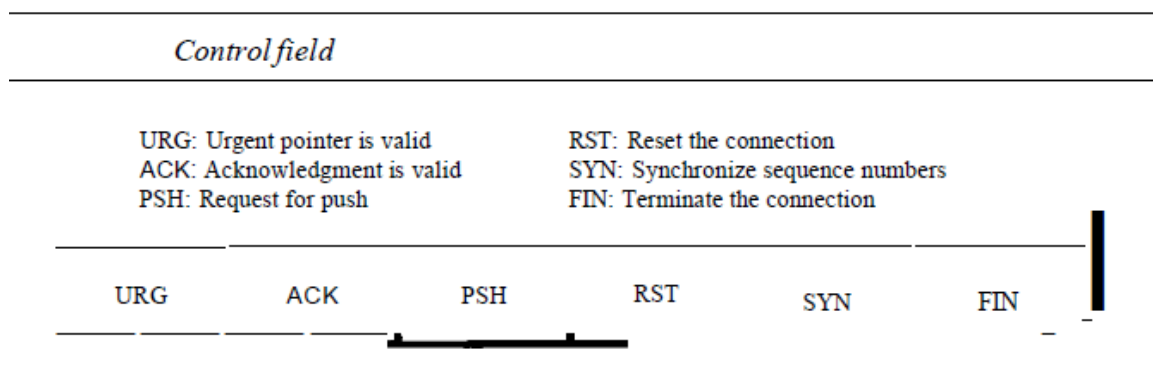 Control field
URG: Urgent pointer is valid
ACK: Acknowledgment is valid
PSH: Request for push
RST: Reset the connection
SYN: Synchronize sequence numbers
FIN: Terminate the connection
URG ACK PSH RST SYN FIN